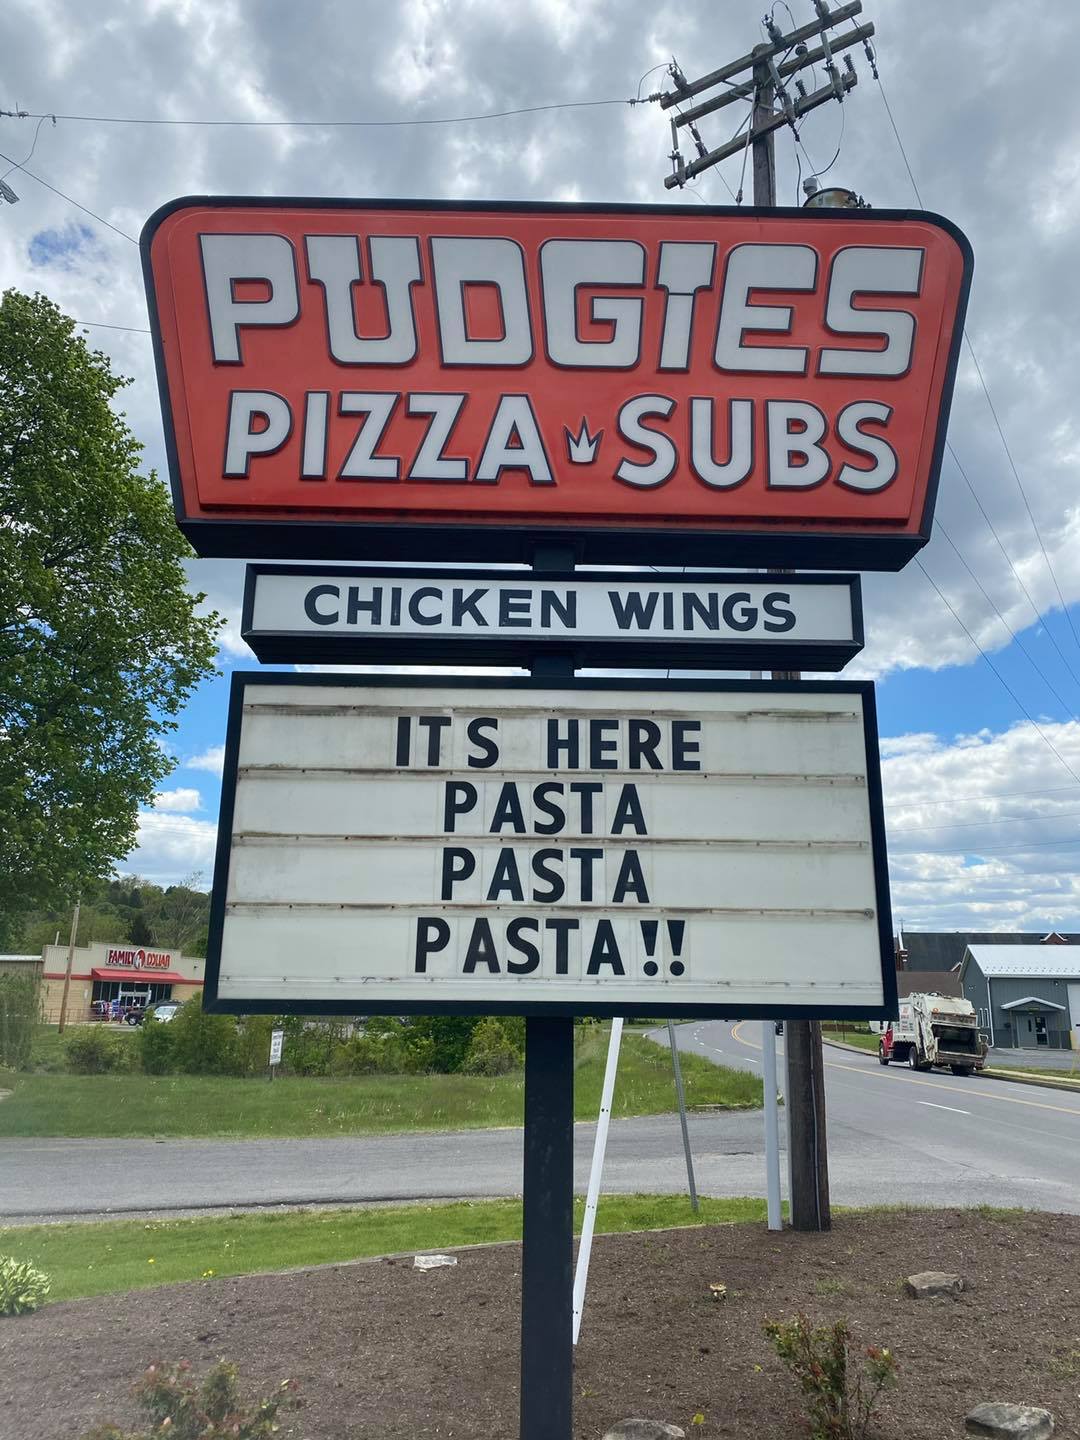 PUDGIES
PIZZA SUBS
CHICKEN WINGS
ITS HERE
PASTA
PASTA
PASTA!!
FAMILY DOLLAR